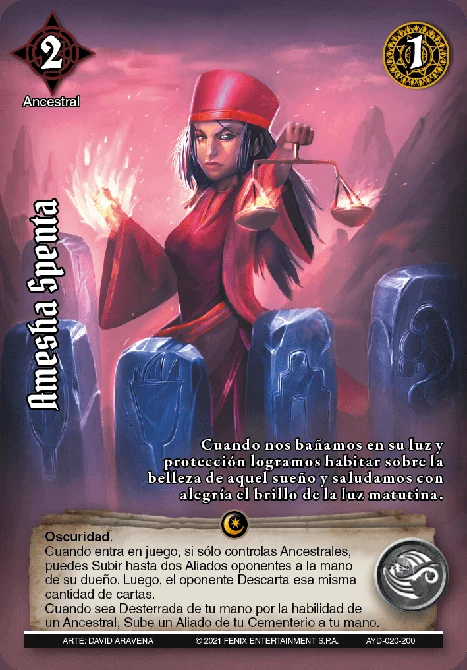 2
1
Ancestral
Amesha Spenta
Cuando nos bañamos en su luz y
protección logramos habitar sobre la
belleza de aquel sueño y saludamos con
alegría el brillo de la luz matutina.
Oscuridad.
Cuando entra en juego, si sólo controlas Ancestrales,
puedes Subir hasta dos Aliados oponentes a la mano
de su dueño. Luego, el oponente Descarta esa misma
cantidad de cartas.
Cuando sea Desterrada de tu mano por la habilidad de
un Ancestral, Sube un Aliado de tu Cementerio a tu mano.
ARTE: DAVID ARAVENA © 2021 FENIX ENTERTAINMENT S.P.A. AYD-020-200